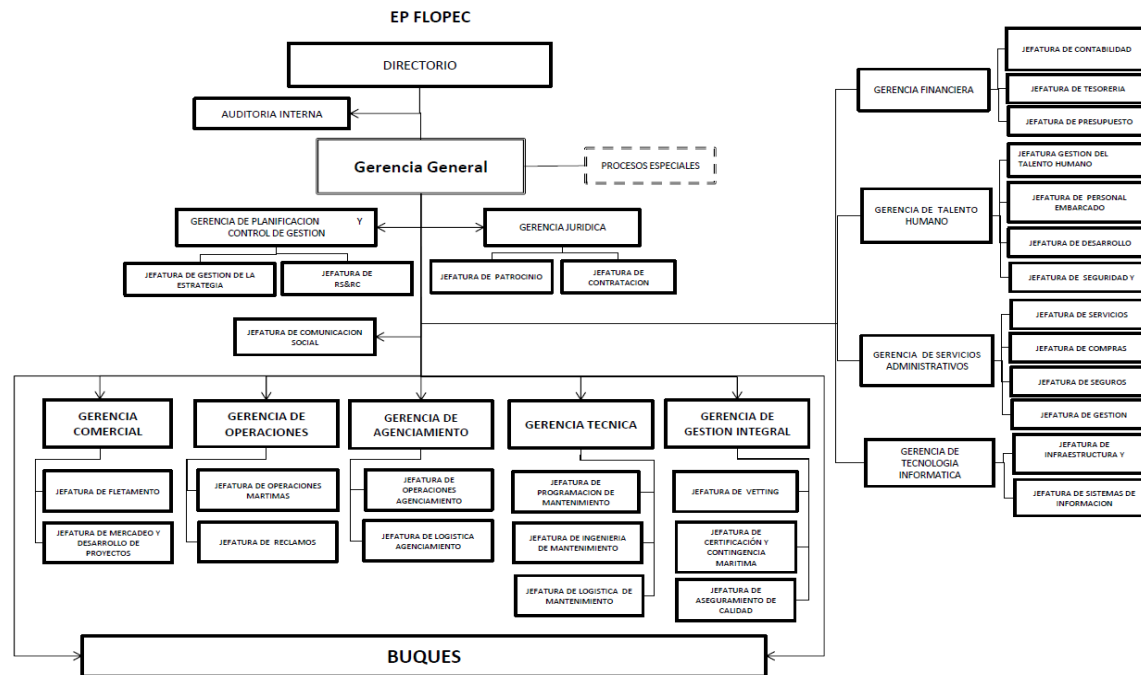 EP FLOPEC
DIRECTORIO
AUDITORIA INTERNA
Gerencia General
PROCESOS ESPECIALES
GERENCIA DE PLANIFICACION Y
CONTROL DE GESTION
GERENCIA JURIDICA
JEFATURA DE GESTION DE LA
ESTRATEGIA
JEFATURA DE
RS&RC
JEFATURA DE PATROCINIO
JEFATURA DE
CONTRATACION
JEFATURA DE COMUNICACION
SOCIAL
GERENCIA
COMERCIAL
JEFATURA DE FLETAMENTO
JEFATURA DE MERCADEO Y
DESARROLLO DE
PROYECTOS
GERENCIA DE
OPERACIONES
JEFATURA DE OPERACIONES
MARTIMAS
JEFATURA DE RECLAMOS
GERENCIA DE
AGENCIAMIENTO
JEFATURA DE
OPERACIONES
AGENCIAMIENTO
JEFATURA DE LOGISTICA
AGENCIAMIENTO
GERENCIA TECNICA
JEFATURA DE
PROGRAMACION DE
MANTENIMIENTO
JEFATURA DE INGENIERIA
DE MANTENIMIENTO
JEFATURA DE LOGISTICA DE
MANTENIMIENTO
GERENCIA DE
GESTION INTEGRAL
JEFATURA DE VETTING
JEFATURA DE
CERTIFICACIÓN Y
CONTINGENCIA
MARITIMA
JEFATURA DE
ASEGURAMIENTO DE
CALIDAD
BUQUES
GERENCIA FINANCIERA
JEFATURA DE CONTABILIDAD
JEFATURA DE TESORERIA
JEFATURA DE PRESUPUESTO
GERENCIA DE TALENTO
HUMANO
JEFATURA GESTION DEL
TALENTO HUMANO
JEFATURA DE PERSONAL
EMBARCADO
JEFATURA DE DESARROLLO
JEFATURA DE SEGURIDAD Y
GERENCIA DE SERVICIOS
ADMINISTRATIVOS
JEFATURA DE SERVICIOS
JEFATURA DE COMPRAS
JEFATURA DE SEGUROS
JEFATURA DE GESTION
GERENCIA DE
TECNOLOGIA
INFORMATICA
JEFATURA DE
INFRAESTRUCTURA Y
JEFATURA DE SISTEMAS DE
INFORMACION